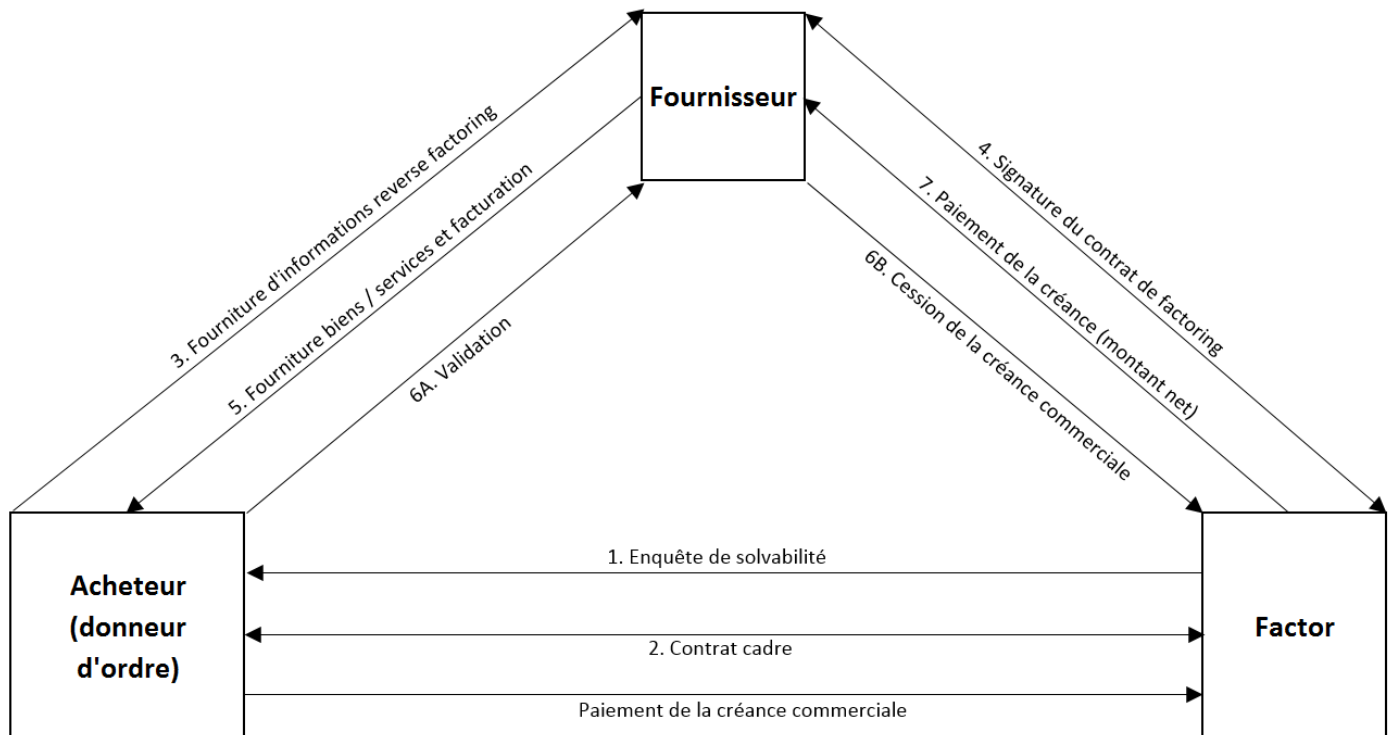 Fournisseur
3. Fourniture d'informations reverse factoring
5. Fourniture biens / services et facturation
6A. Validation
4. Signature du contrat de factoring
7. Paiement de la créance (montant net)
6B. Cession de la créance commerciale
Acheteur
(donneur
d'ordre)
1. Enquête de solvabilité
2. Contrat cadre
Paiement de la créance commerciale
Factor